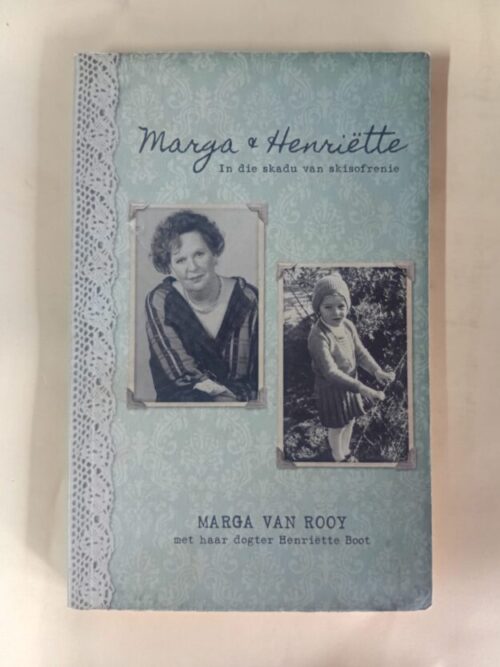 Marga & Henriëtte
In die skadu van skisofrenie
MARGA VAN ROOY
met haar dogter Henriëtte Boot